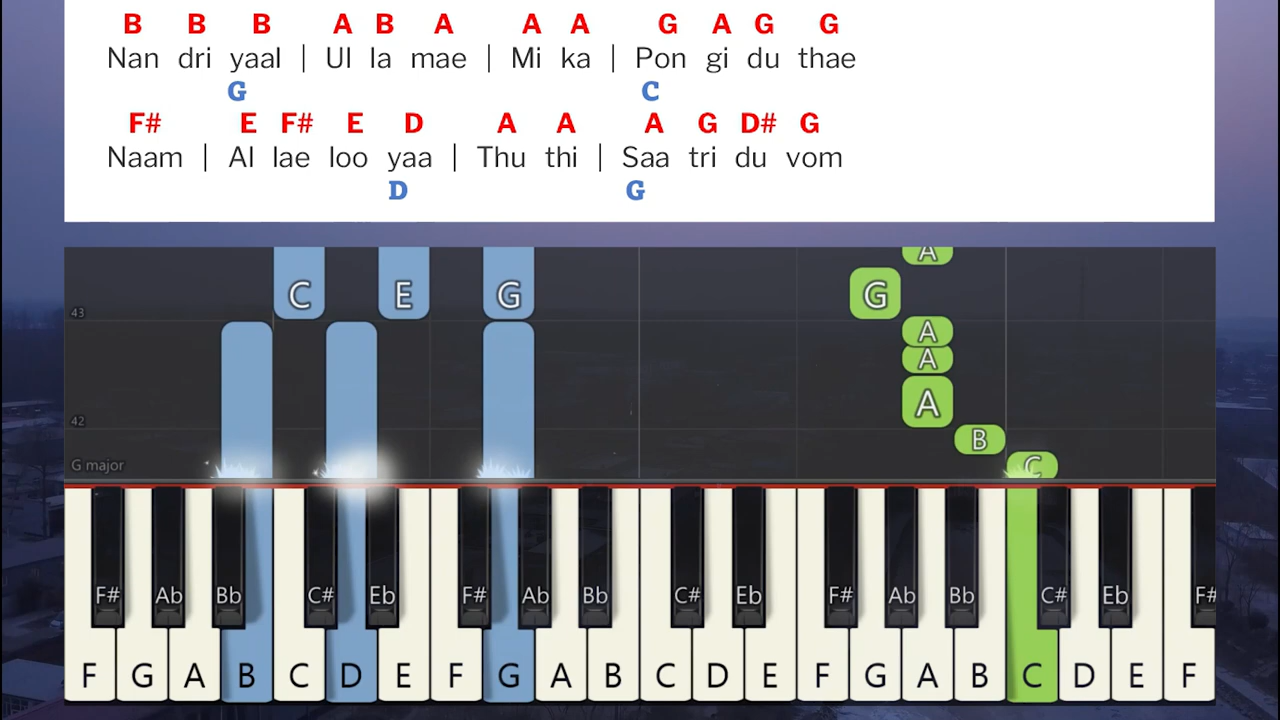 B B B A B A A A G A G G
Nan dri yaal | Ul la mae | Mi ka | Pon gi du thae
G C
F# E F# E D A A A G D# G
Naam | Al lae loo yaa | Thu thi | Saa tri du vom
D G
A
C E G G
43
A
A
A
42
B
G major
C
F# Ab Bb C# Eb F# Ab Bb C# Eb F# Ab Bb C# Eb F#
F G A B C D E F G A B C D E F G A B C D E F